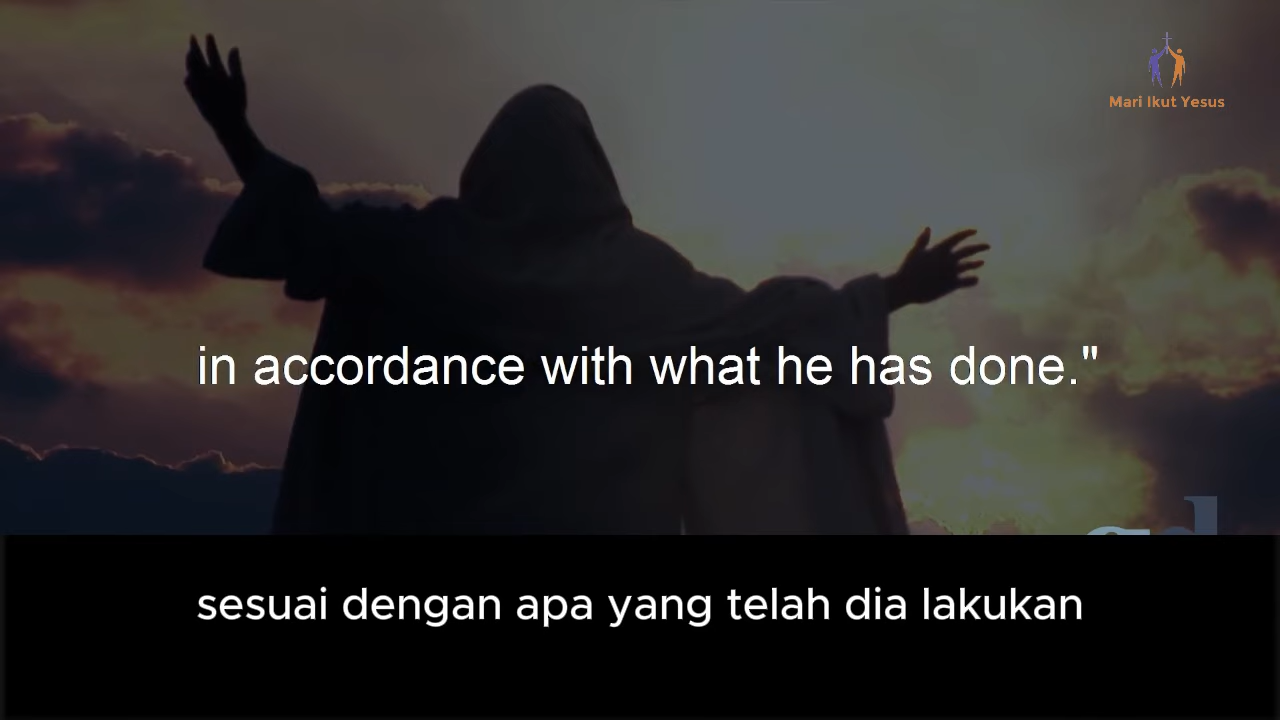 Mari Ikut Yesus
in accordance with what he has done."
sesuai dengan apa yang telah dia lakukan